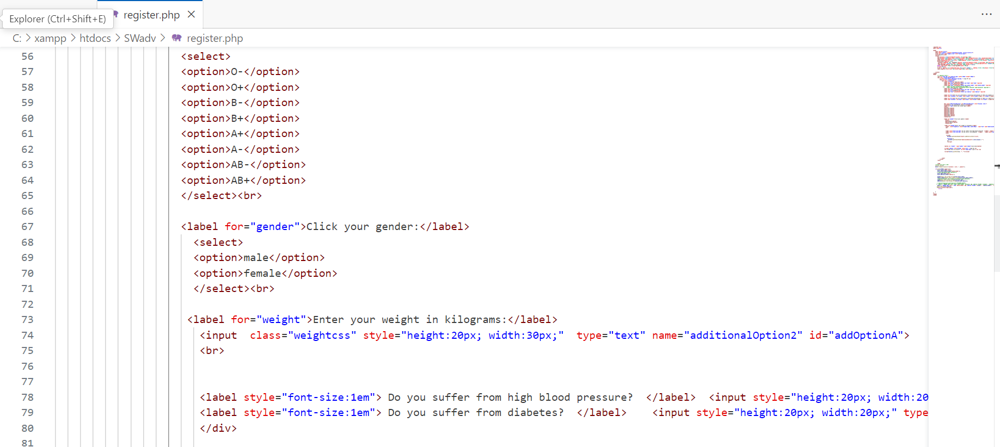 register.php
Explorer (Ctrl+Shift+E)
C: > xampp > htdocs > SWadv > register.php
56 <select>
57 <option>O-</option>
58 <option>O+</option>
59 <option>B-</option>
60 <option>B+</option>
61 <option>A+</option>
62 <option>A-</option>
63 <option>AB-</option>
64 <option>AB+</option>
65 </select><br>
66
67 <label for="gender">Click your gender:</label>
68 <select>
69 <option>male</option>
70 <option>female</option>
71 </select><br>
72
73 <label for="weight">Enter your weight in kilograms:</label>
74 <input  class="weightcss" style="height:20px; width:30px;"  type="text" name="additionalOption2" id="addOptionA">
75 <br>
76
77
78 <label style="font-size:1em"> Do you suffer from high blood pressure?  </label>  <input style="height:20px; width:20
79 <label style="font-size:1em"> Do you suffer from diabetes?  </label>    <input style="height:20px; width:20px;" type
80 </div>
81